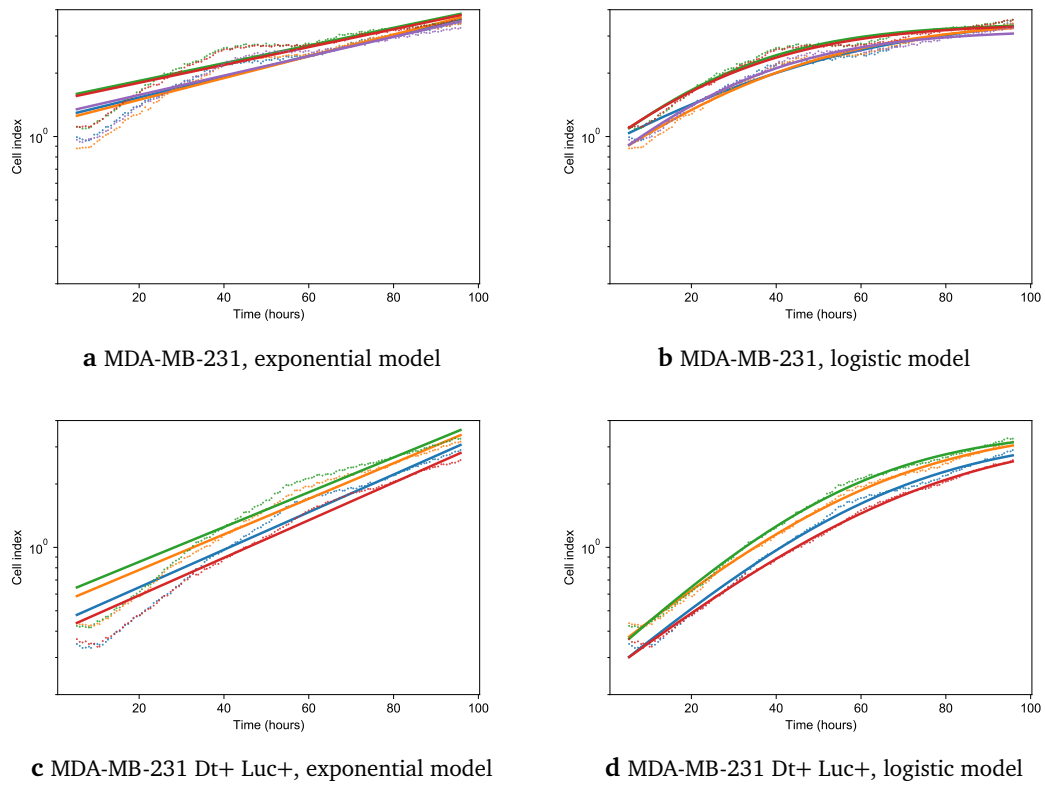 Cell index
10^0
20 40 60 80 100
Time (hours)
a MDA-MB-231, exponential model
Cell index
10^0
20 40 60 80 100
Time (hours)
b MDA-MB-231, logistic model
Cell index
10^0
20 40 60 80 100
Time (hours)
c MDA-MB-231 Dt+ Luc+, exponential model
Cell index
10^0
20 40 60 80 100
Time (hours)
d MDA-MB-231 Dt+ Luc+, logistic model